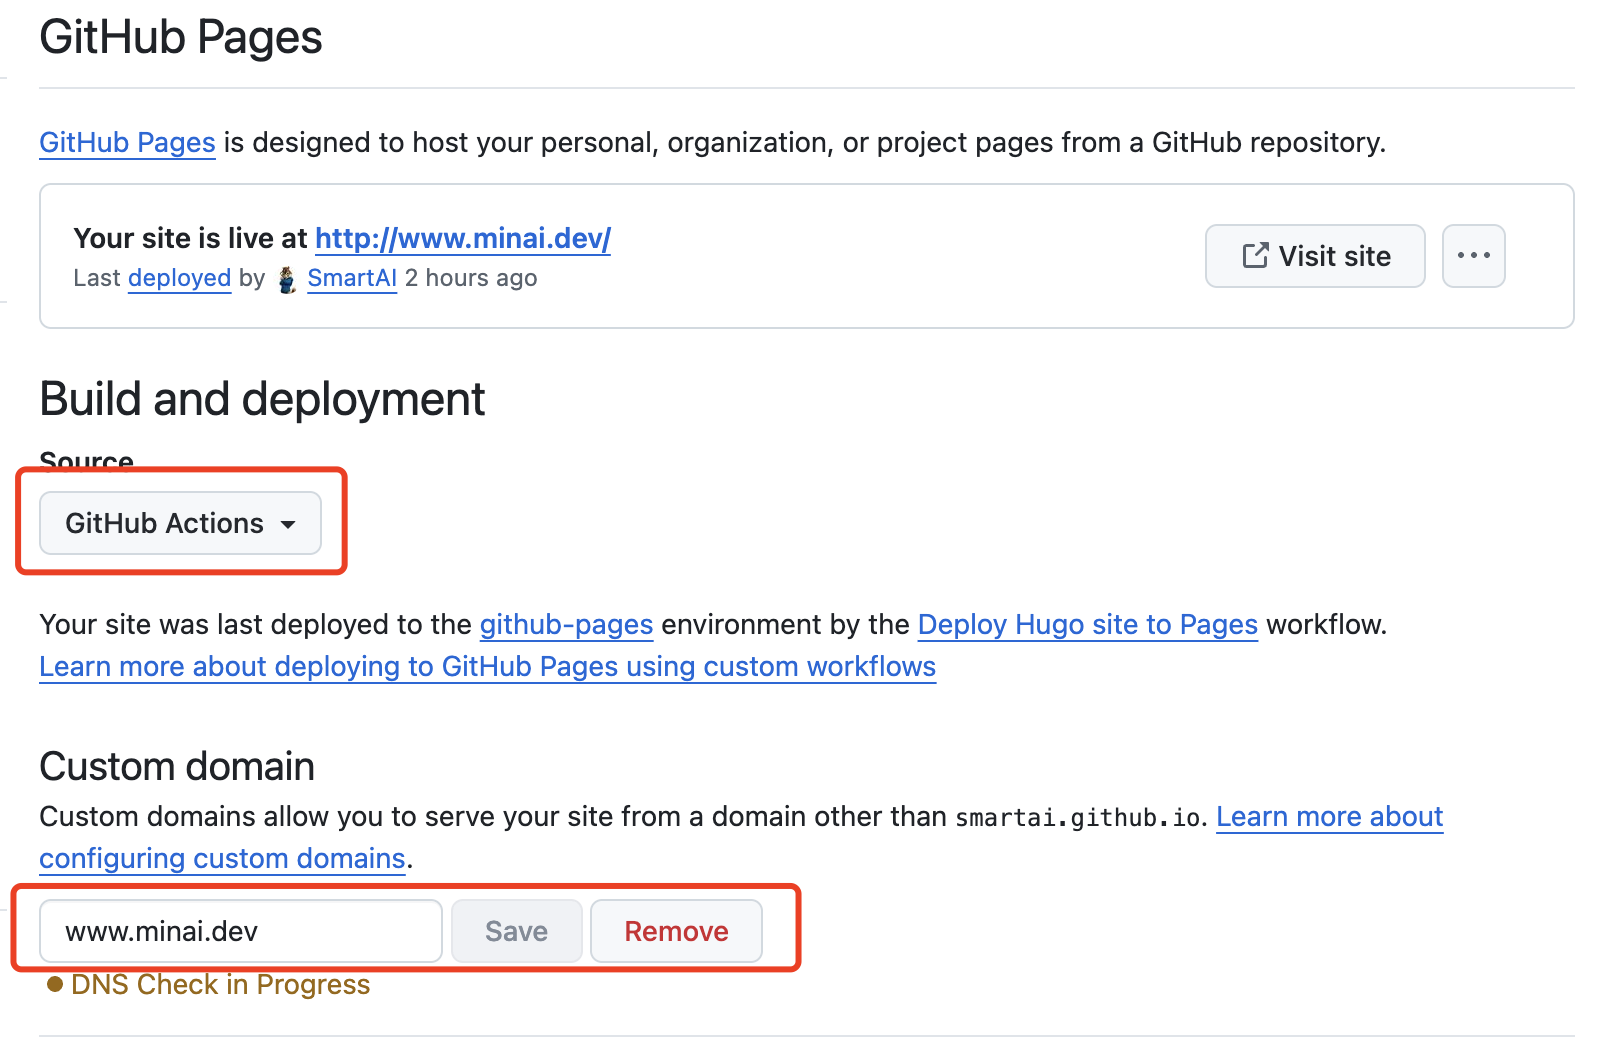 GitHub Pages
GitHub Pages is designed to host your personal, organization, or project pages from a GitHub repository.
Your site is live at http://www.minai.dev/
Visit site
Last deployed by SmartAI 2 hours ago
Build and deployment
Source
GitHub Actions
Your site was last deployed to the github-pages environment by the Deploy Hugo site to Pages workflow.
Learn more about deploying to GitHub Pages using custom workflows
Custom domain
Custom domains allow you to serve your site from a domain other than smartai.github.io. Learn more about
configuring custom domains.
www.minai.dev Save Remove
DNS Check in Progress